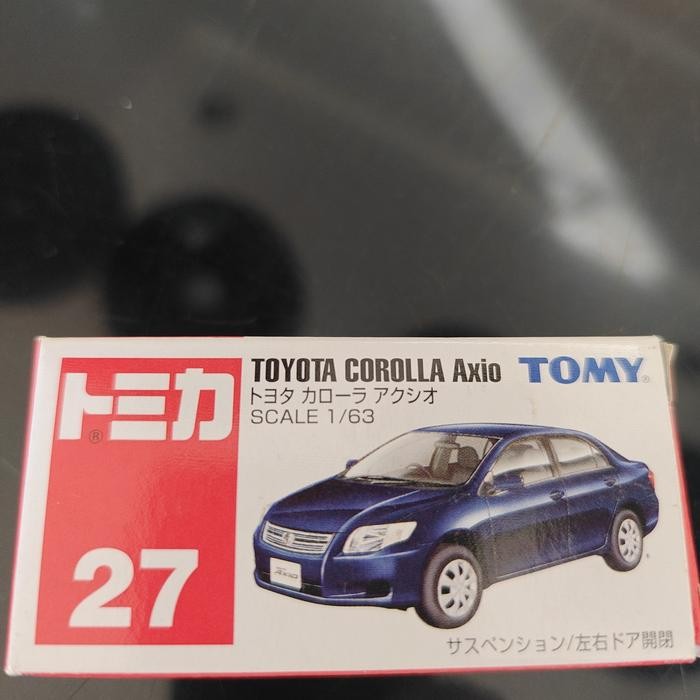 トミカ®
27
TOYOTA COROLLA Axio TOMY®
トヨタ カローラ アクシオ
SCALE 1/63
AXIO
サスペンション/左右ドア開閉